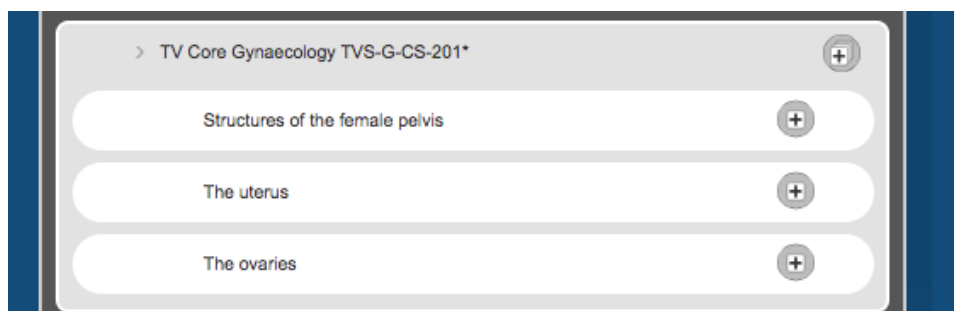 TV Core Gynaecology TVS-G-CS-201*
Structures of the female pelvis
The uterus
The ovaries